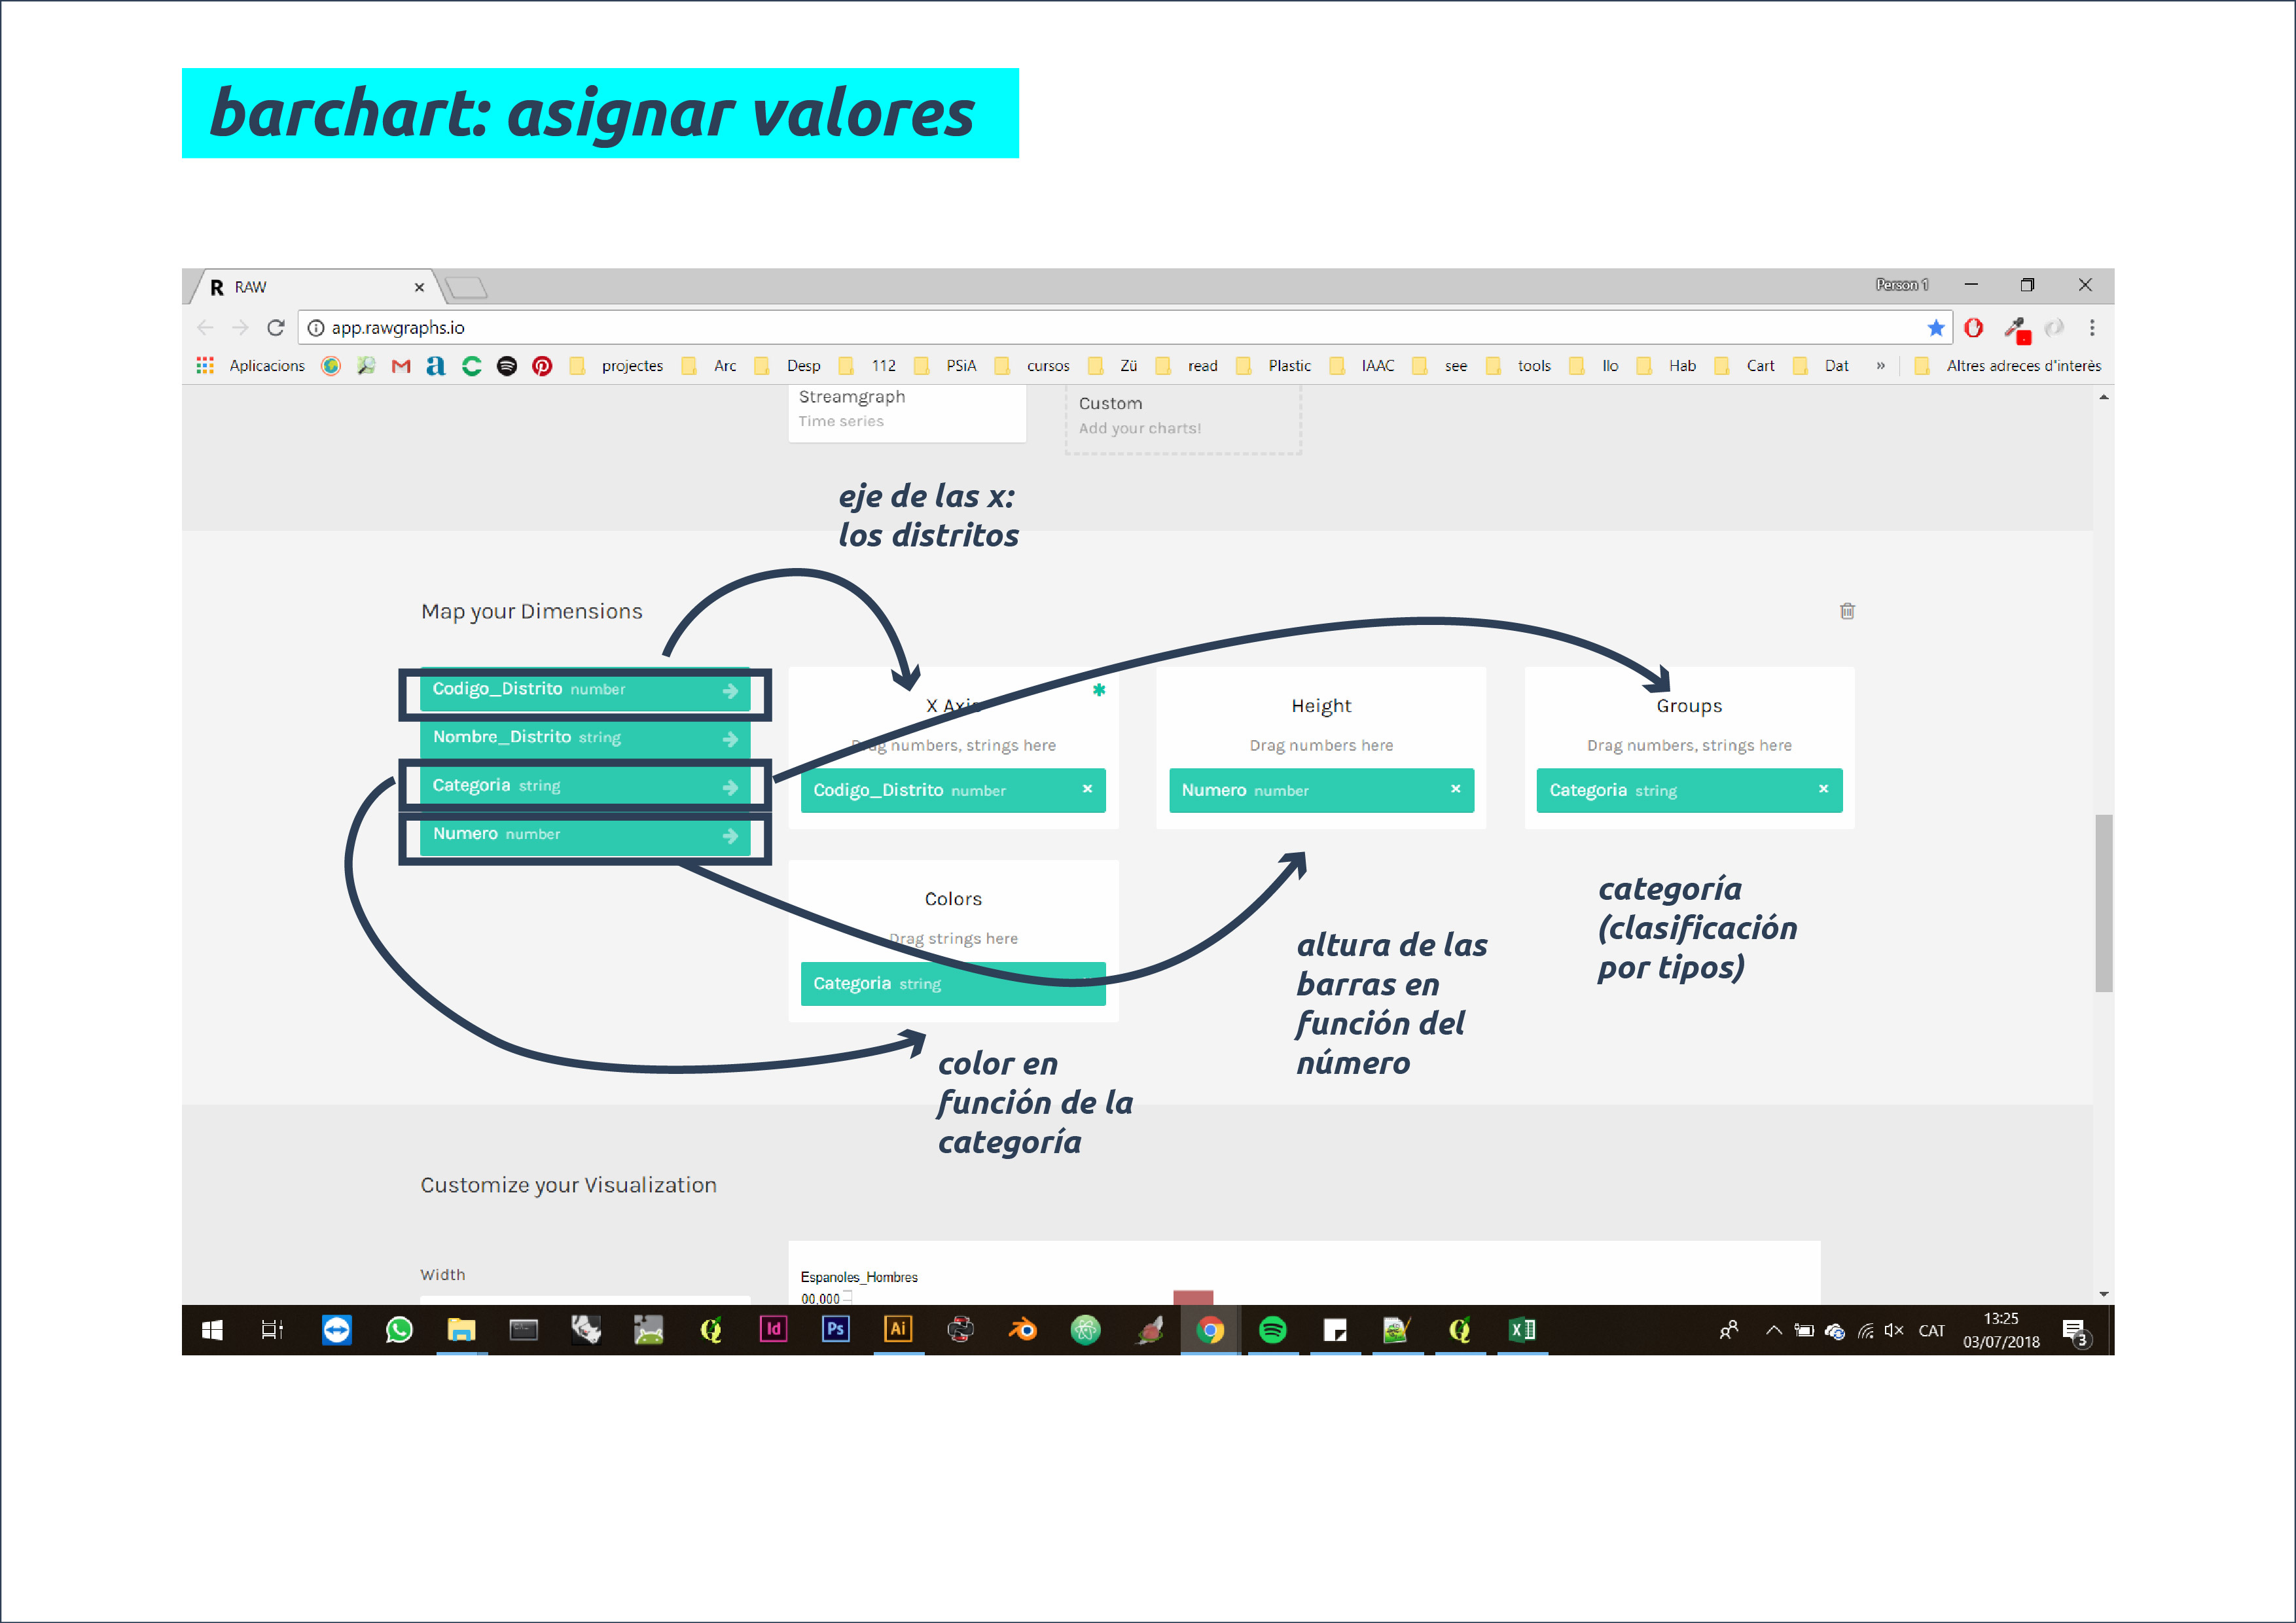 barchart: asignar valores
RAW
Person 1
app.rawgraphs.io
Aplicacions projectes Arc Desp 112 PSiA cursos Zü read Plastic IAAC see tools llo Hab Cart Dat » Altres adreces d'interès
Streamgraph
Time series
Custom
Add your charts!
eje de las x:
los distritos
Map your Dimensions
Codigo_Distrito number
Nombre_Distrito string
Categoria string
Numero number
X Axis
Drag numbers, strings here
Codigo_Distrito number
Height
Drag numbers here
Numero number
Groups
Drag numbers, strings here
Categoria string
Colors
Drag strings here
Categoria string
categoría
(clasificación
por tipos)
altura de las
barras en
función del
número
color en
función de la
categoría
Customize your Visualization
Width
Espanoles_Hombres
00,000
Id Ps Ai
CAT
13:25
03/07/2018
3